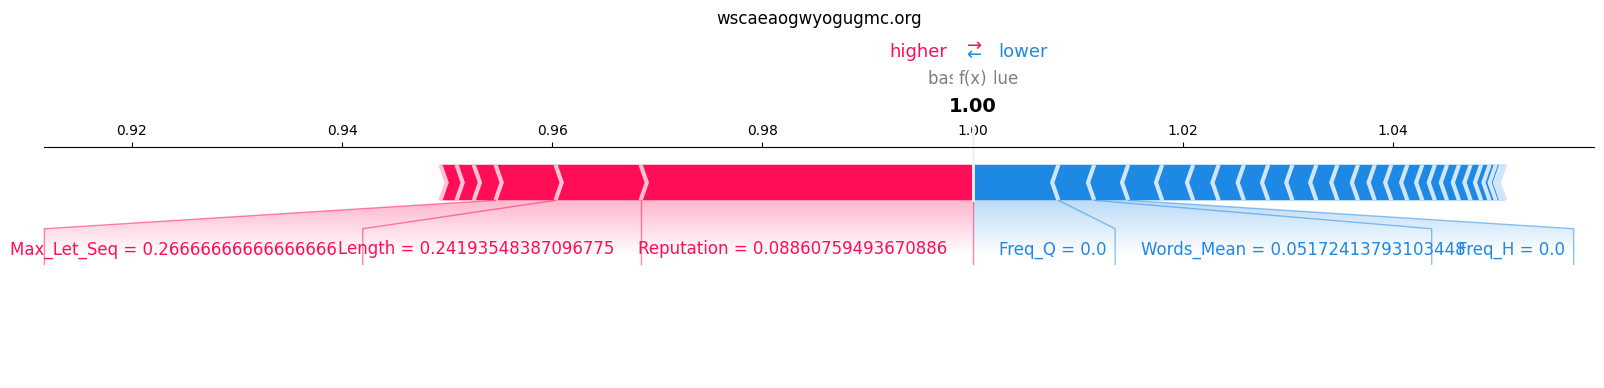 wscaeaogwyogugmc.org
higher ⇄ lower
bas f(x) lue
1.00
0.92 0.94 0.96 0.98 1.00 1.02 1.04
Max_Let_Seq = 0.26666666666666666 Length = 0.24193548387096775 Reputation = 0.08860759493670886 Freq_Q = 0.0 Words_Mean = 0.05172413793103448 Freq_H = 0.0